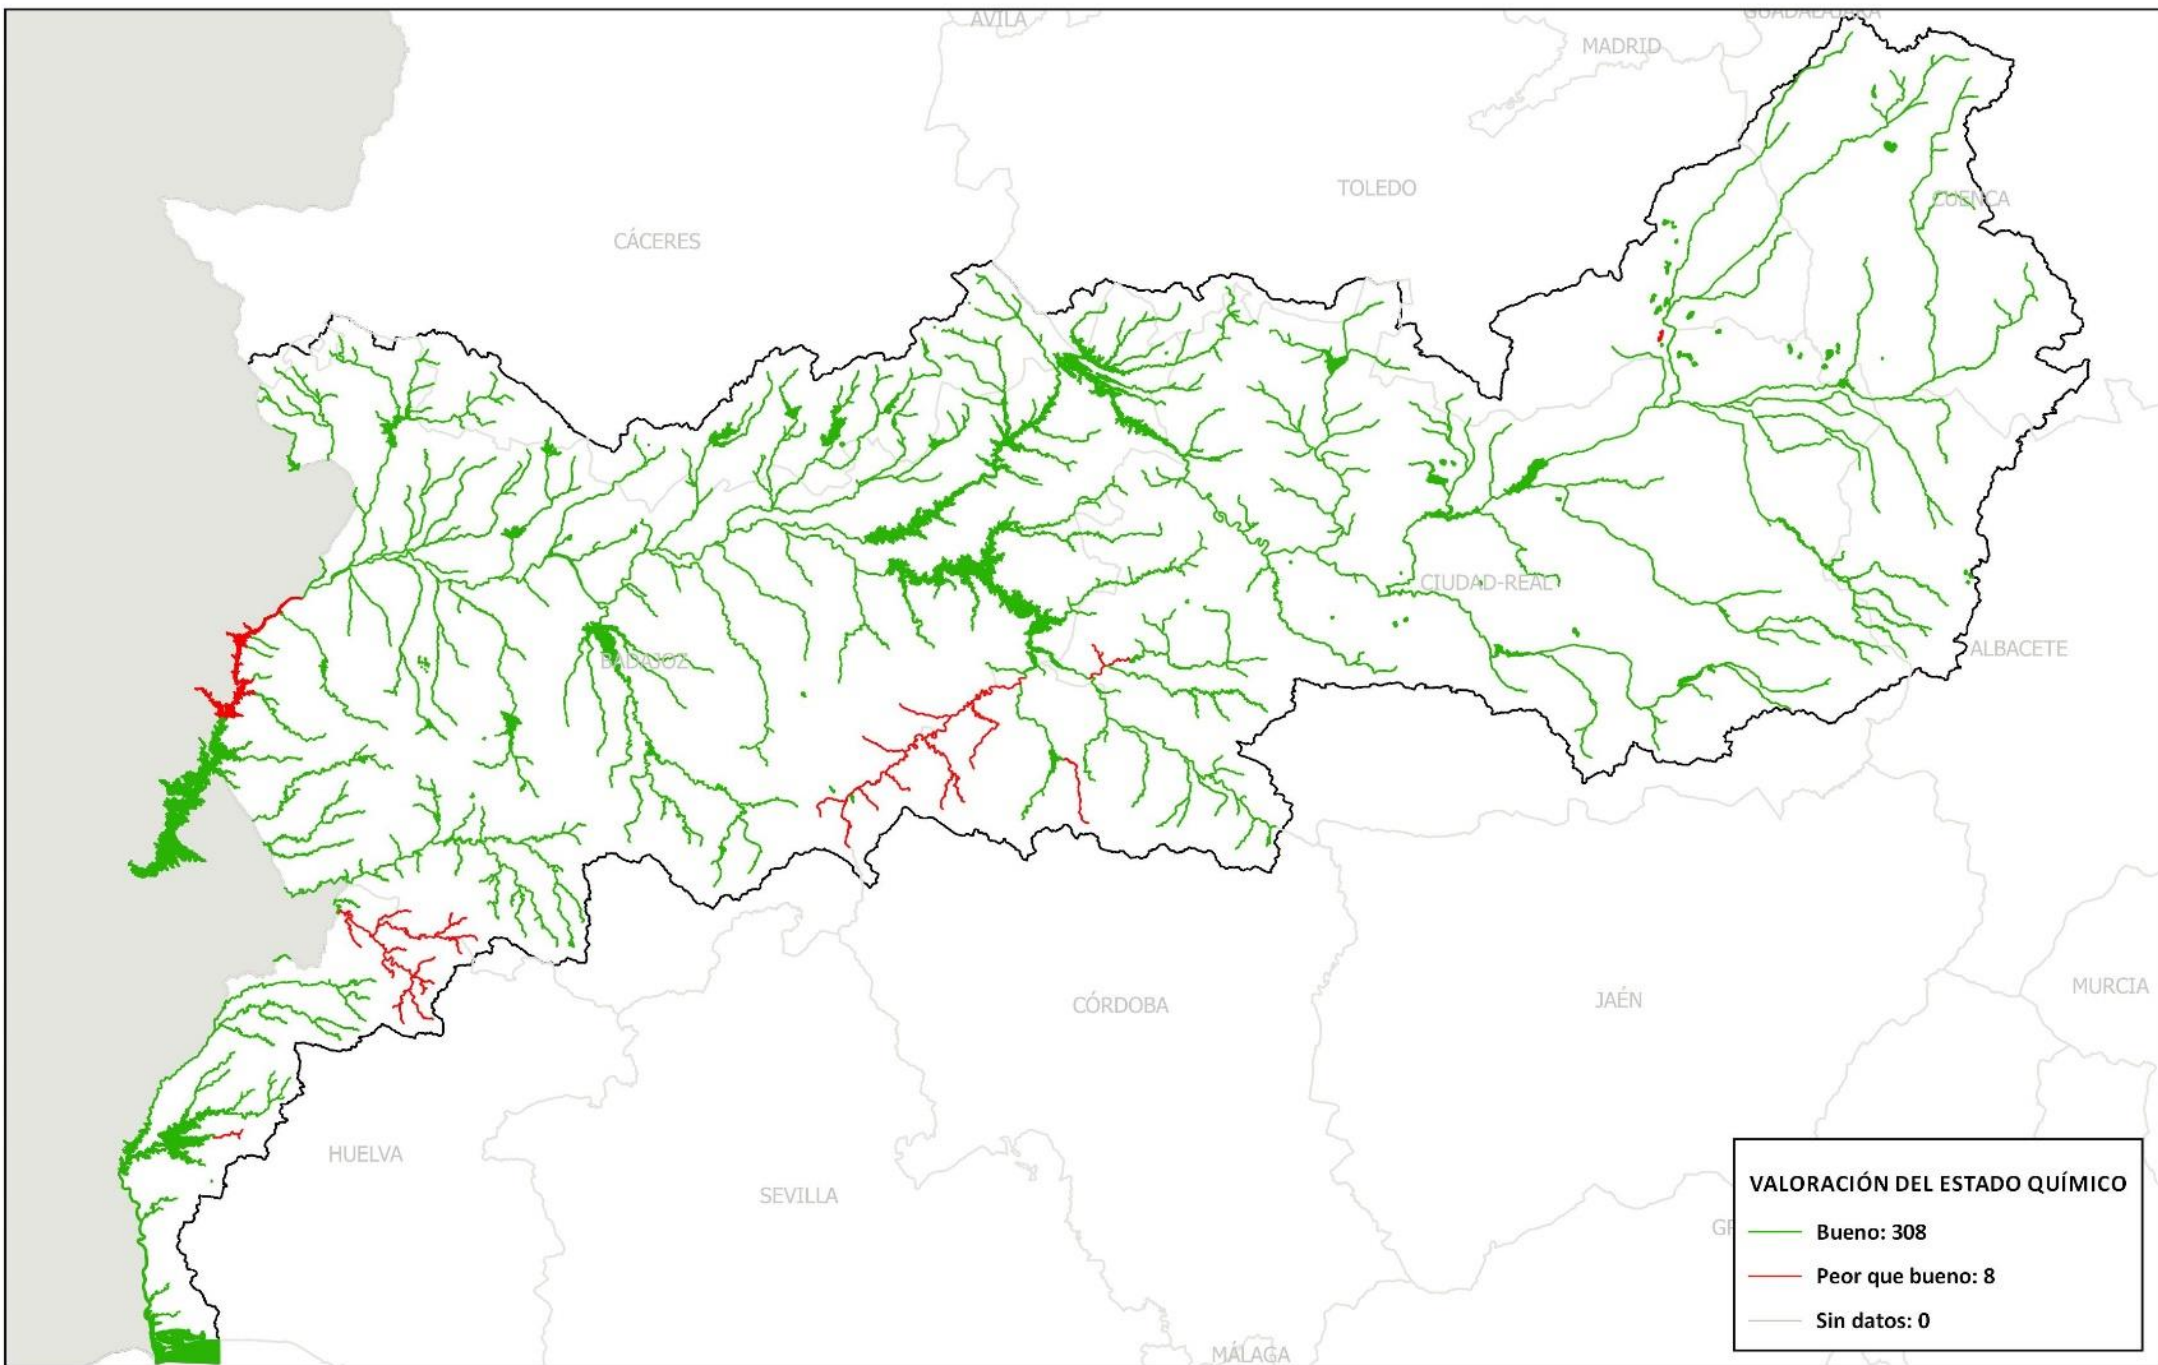 ÁVILA
GUADALAJARA
MADRID
TOLEDO
CUENCA
CÁCERES
CIUDAD-REAL
ALBACETE
BADAJOZ
MURCIA
JAÉN
CÓRDOBA
HUELVA
SEVILLA
MÁLAGA
VALORACIÓN DEL ESTADO QUÍMICO
Bueno: 308
Peor que bueno: 8
Sin datos: 0